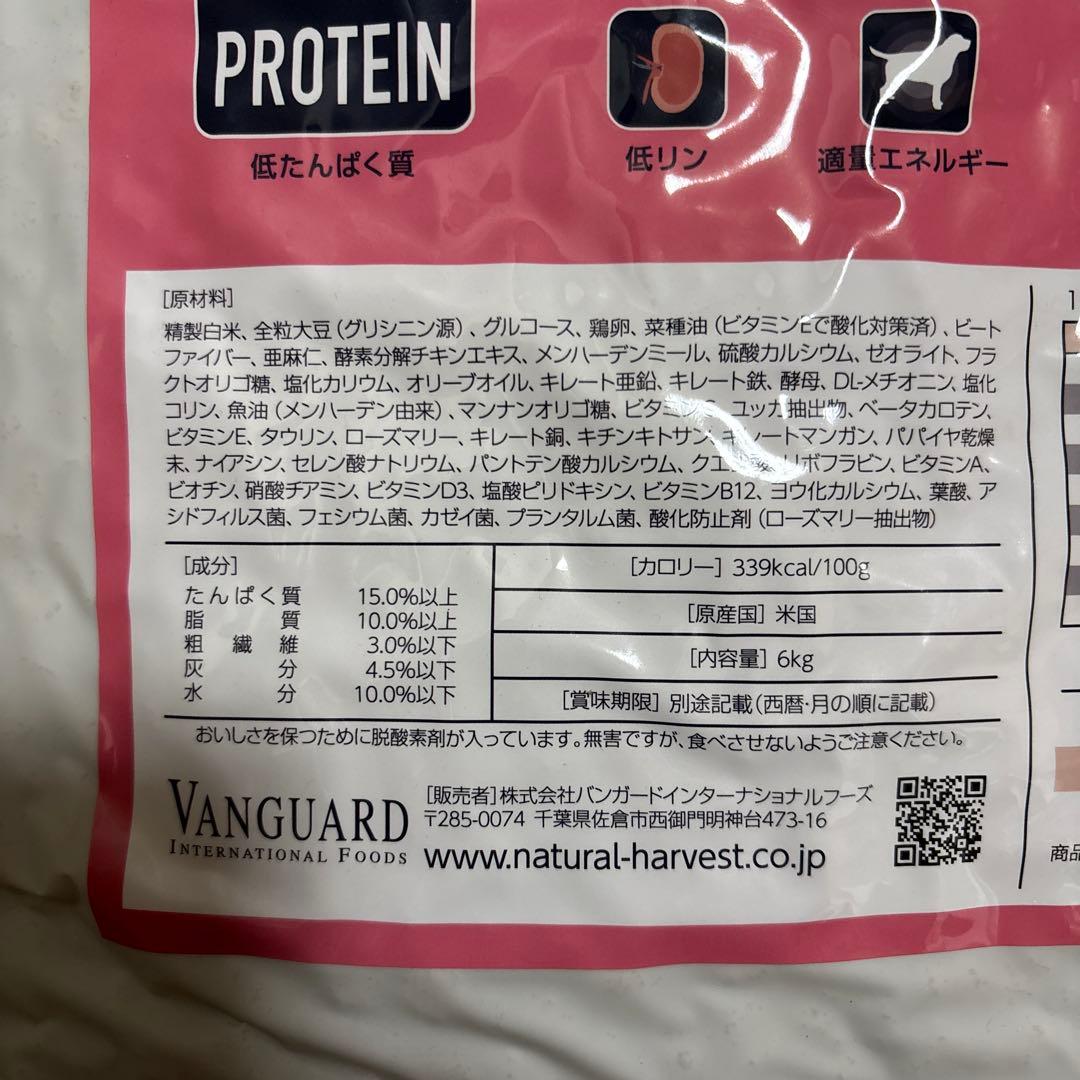 PROTEIN
低たんぱく質
低リン
適量エネルギー
[原材料]
精製白米、全粒大豆(グリシニン源)、グルコース、鶏卵、菜種油(ビタミンEで酸化対策済)、ビート
ファイバー、亜麻仁、酵素分解チキンエキス、メンハーデンミール、硫酸カルシウム、ゼオライト、フラ
クトオリゴ糖、塩化カリウム、オリーブオイル、キレート亜鉛、キレート鉄、酵母、DL-メチオニン、塩化
コリン、魚油(メンハーデン由来)、マンナンオリゴ糖、ビタミン ユッカ抽出物、ベータカロテン、
ビタミンE、タウリン、ローズマリー、キレート銅、キチンキトサン、キレートマンガン、パパイヤ乾燥
末、ナイアシン、セレン酸ナトリウム、パントテン酸カルシウム、クエン酸、リボフラビン、ビタミンA、
ビオチン、硝酸チアミン、ビタミンD3、塩酸ピリドキシン、ビタミンB12、ヨウ化カルシウム、葉酸、ア
シドフィルス菌、フェシウム菌、カゼイ菌、プランタルム菌、酸化防止剤(ローズマリー抽出物)
[成分]
たんぱく質 15.0%以上
脂質 10.0%以上
粗繊維 3.0%以下
灰分 4.5%以下
水分 10.0%以下
[カロリー] 339kcal/100g
[原産国] 米国
[内容量] 6kg
[賞味期限] 別途記載(西暦・月の順に記載)
おいしさを保つために脱酸素剤が入っています。無害ですが、食べさせないようご注意ください。
VANGUARD
INTERNATIONAL FOODS
[販売者]株式会社バンガードインターナショナルフーズ
〒285-0074 千葉県佐倉市西御門明神台473-16
www.natural-harvest.co.jp
1
商品